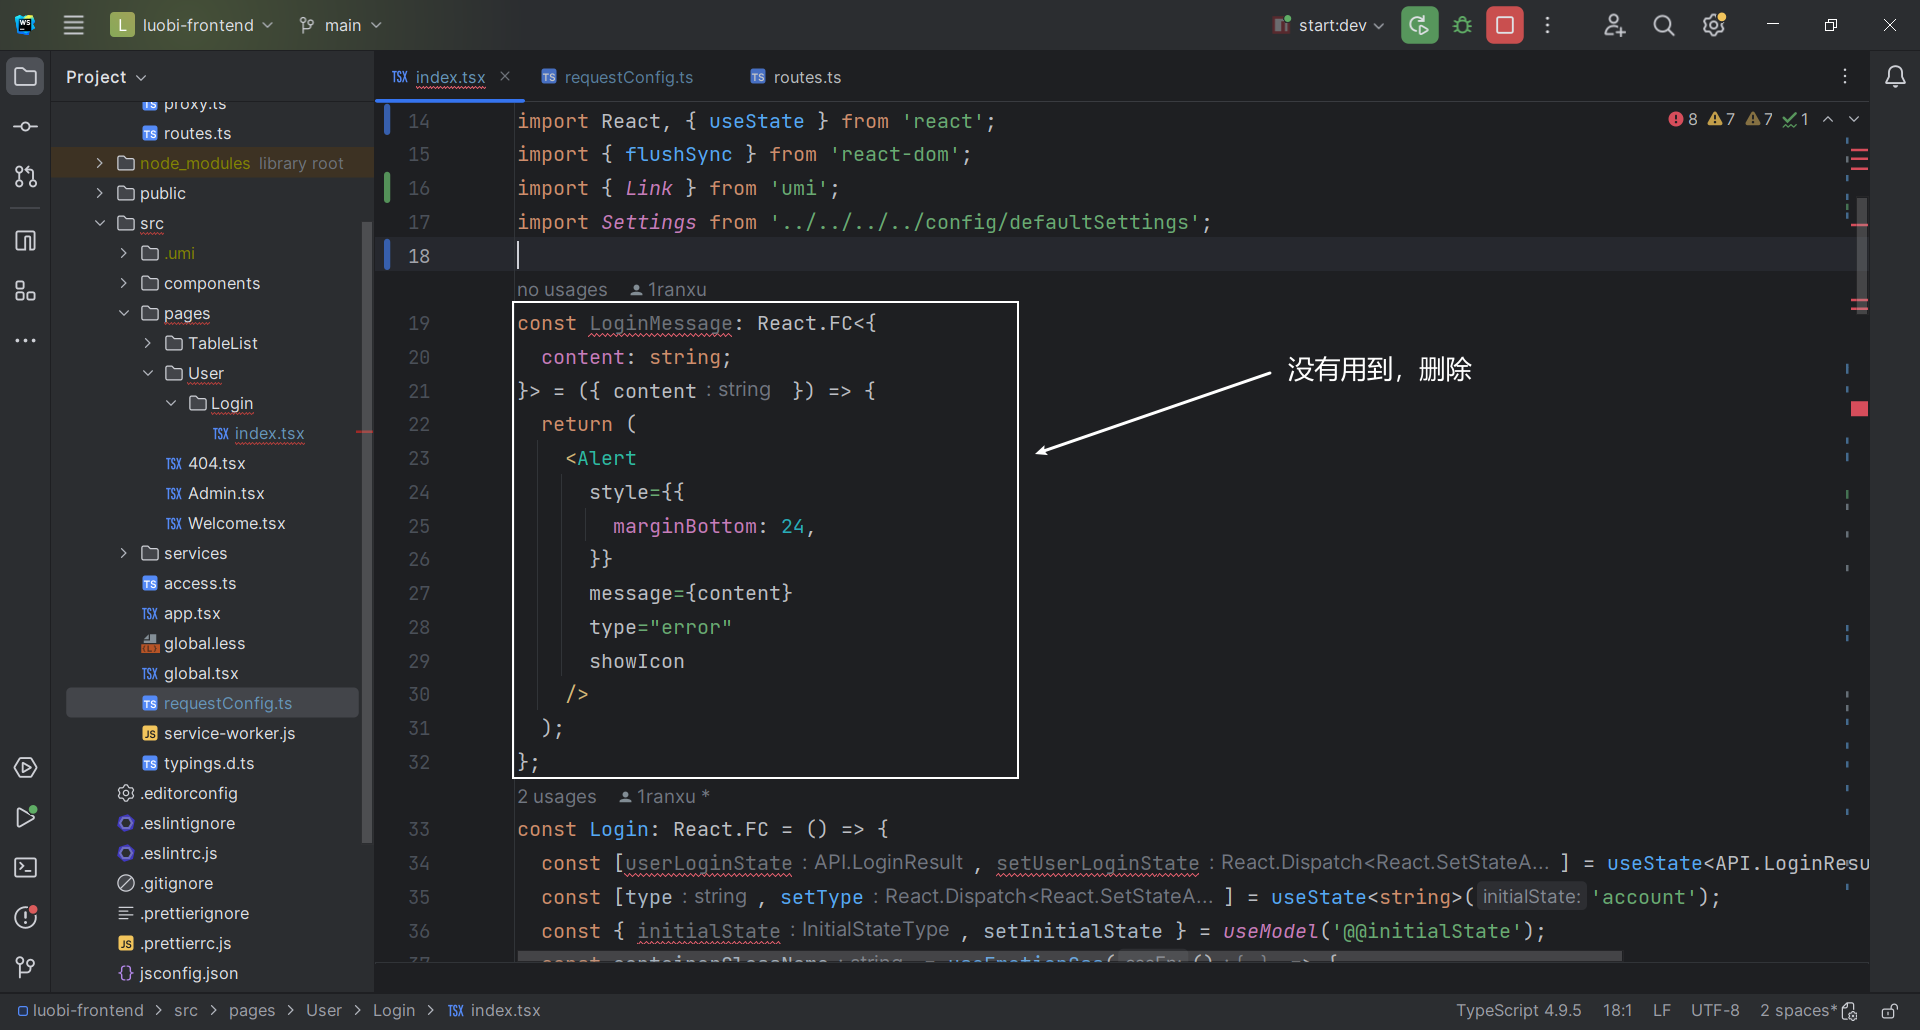 L luobi-frontend main start:dev
Project
index.tsx requestConfig.ts routes.ts
proxy.ts
routes.ts
node_modules library root
public
src
.umi
components
pages
TableList
User
Login
index.tsx
404.tsx
Admin.tsx
Welcome.tsx
services
access.ts
app.tsx
global.less
global.tsx
requestConfig.ts
service-worker.js
typings.d.ts
.editorconfig
.eslintignore
.eslintrc.js
.gitignore
.prettierignore
.prettierrc.js
jsconfig.json
8 7 7 1
14 import React, { useState } from 'react';
15 import { flushSync } from 'react-dom';
16 import { Link } from 'umi';
17 import Settings from '../../../../config/defaultSettings';
18
no usages 1ranxu
19 const LoginMessage: React.FC<{
20 content: string;
21 }> = ({ content : string }) => {
22 return (
23 <Alert
24 style={{
25 marginBottom: 24,
26 }}
27 message={content}
28 type="error"
29 showIcon
30 />
31 );
32 };
没有用到，删除
2 usages 1ranxu *
33 const Login: React.FC = () => {
34 const [userLoginState : API.LoginResult , setUserLoginState : React.Dispatch<React.SetStateA... ] = useState<API.LoginResu
35 const [type : string , setType : React.Dispatch<React.SetStateA... ] = useState<string>( initialState: 'account');
36 const { initialState : InitialStateType , setInitialState } = useModel('@@initialState');
luobi-frontend > src > pages > User > Login > index.tsx
TypeScript 4.9.5 18:1 LF UTF-8 2 spaces*